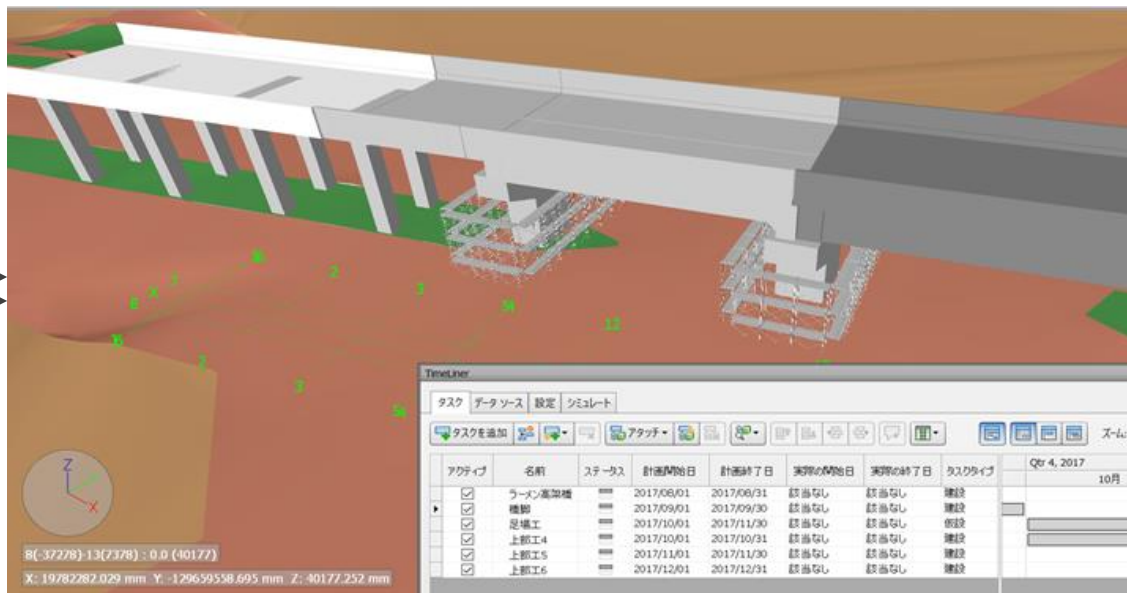 16
2
3
54
12
7
X
8
16
2
3
54
Z
X
8(-37278)-13(7378) : 0.0 (40177)
X: 19782282.029 mm Y: -129659558.695 mm Z: 40177.252 mm
TimeLiner
タスク データ ソース 設定 シミュレート
タスクを追加 アタッチ ズーム:
アクティブ 名前 ステータス 計画開始日 計画終了日 実際の開始日 実際の終了日 タスクタイプ Qtr 4, 2017
10月
ラーメン高架橋 2017/08/01 2017/08/31 該当なし 該当なし 建設
橋脚 2017/09/01 2017/09/30 該当なし 該当なし 建設
足場工 2017/10/01 2017/11/30 該当なし 該当なし 仮設
上部工4 2017/10/01 2017/10/31 該当なし 該当なし 建設
上部工5 2017/11/01 2017/11/30 該当なし 該当なし 建設
上部工6 2017/12/01 2017/12/31 該当なし 該当なし 建設